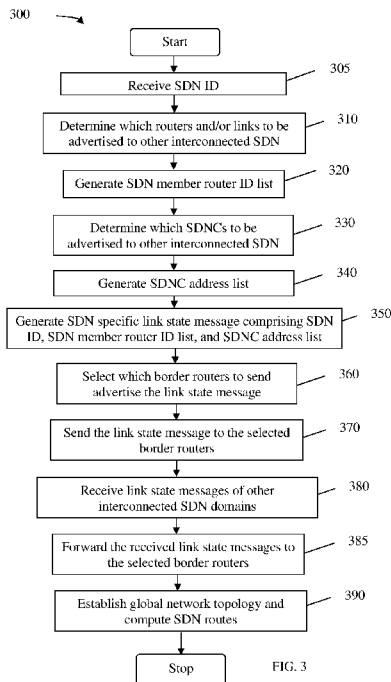 300
Start
305
Receive SDN ID
310
Determine which routers and/or links to be
advertised to other interconnected SDN
320
Generate SDN member router ID list
330
Determine which SDNCs to be
advertised to other interconnected SDN
340
Generate SDNC address list
350
Generate SDN specific link state message comprising SDN
ID, SDN member router ID list, and SDNC address list
360
Select which border routers to send
advertise the link state message
370
Send the link state message to the selected
border routers
380
Receive link state messages of other
interconnected SDN domains
385
Forward the received link state messages to
the selected border routers
390
Establish global network topology and
compute SDN routes
Stop
FIG. 3